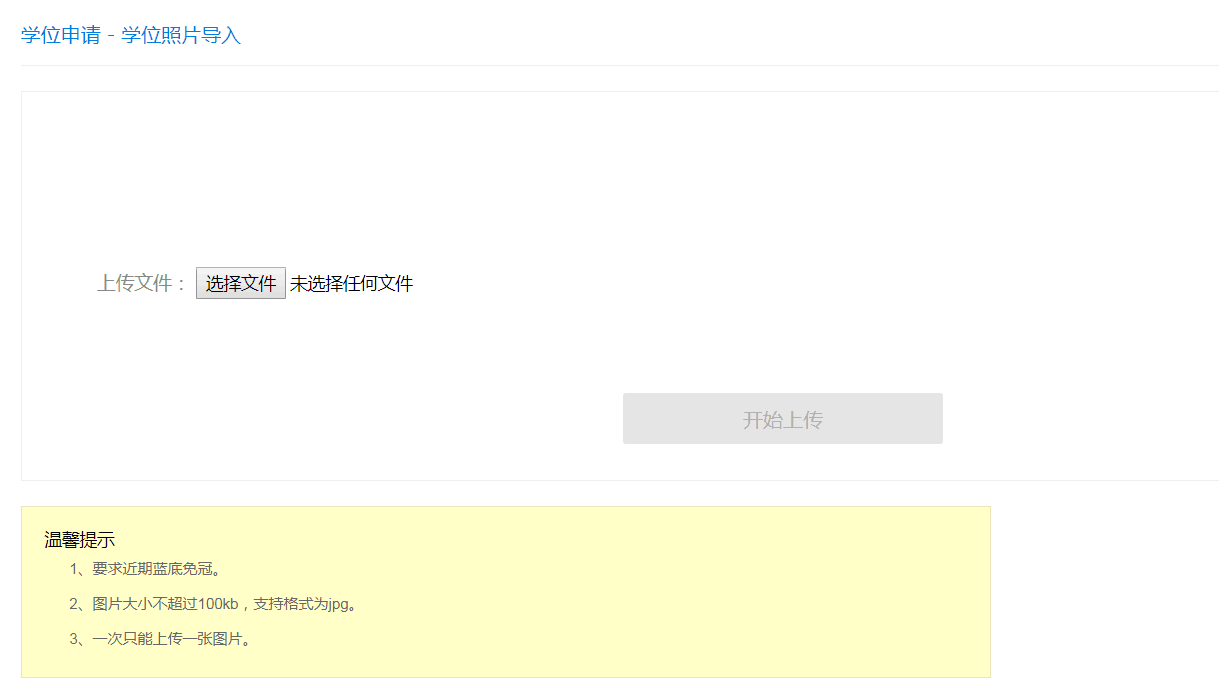 学位申请 - 学位照片导入
上传文件： 选择文件 未选择任何文件
开始上传
温馨提示
1、要求近期蓝底免冠。
2、图片大小不超过100kb，支持格式为jpg。
3、一次只能上传一张图片。